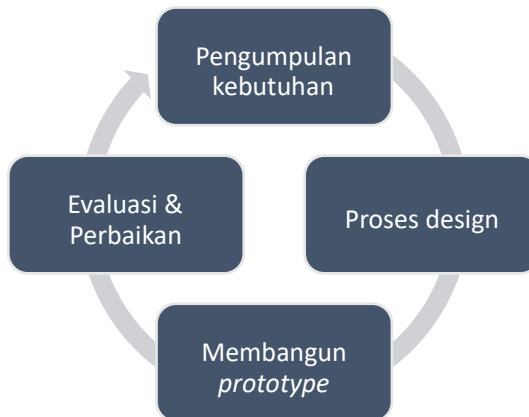 Pengumpulan
kebutuhan
Proses design
Membangun
prototype
Evaluasi &
Perbaikan